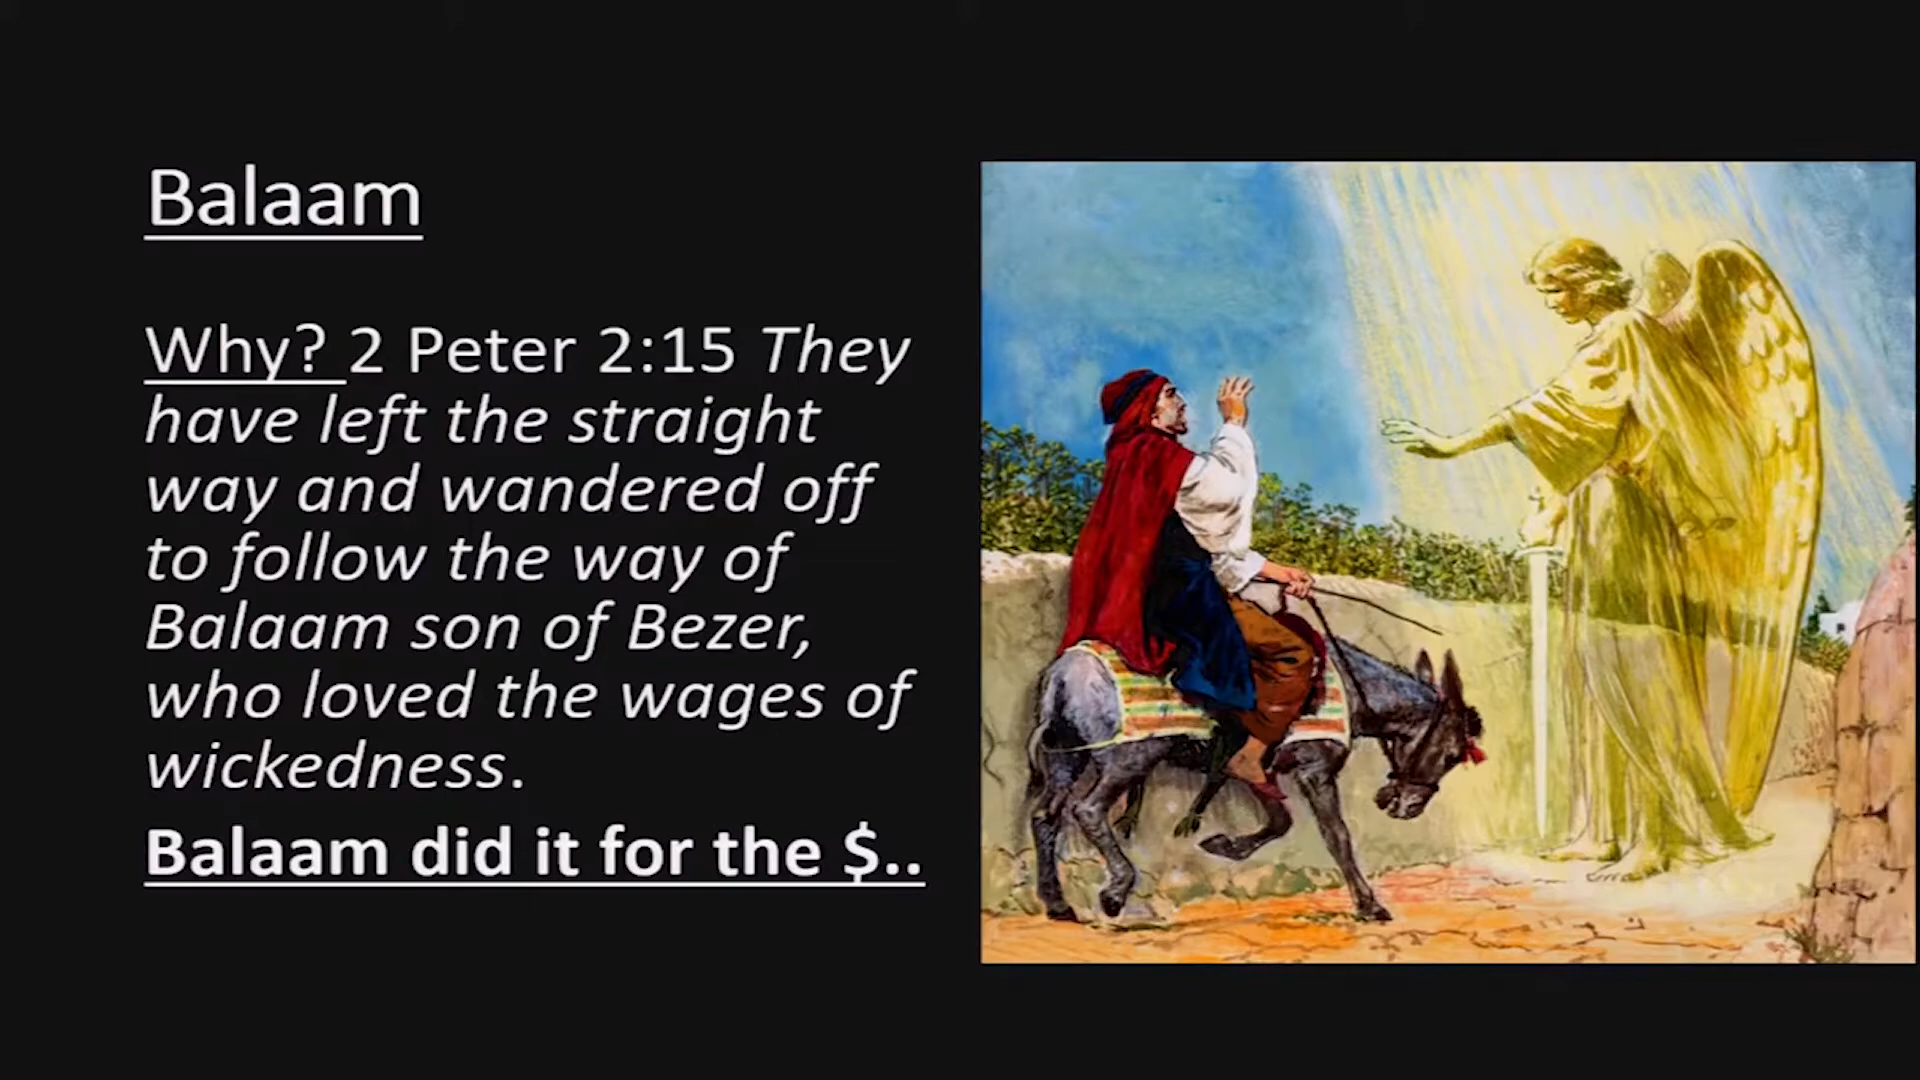 Balaam
Why? 2 Peter 2:15 They
have left the straight
way and wandered off
to follow the way of
Balaam son of Bezer,
who loved the wages of
wickedness.
Balaam did it for the $..